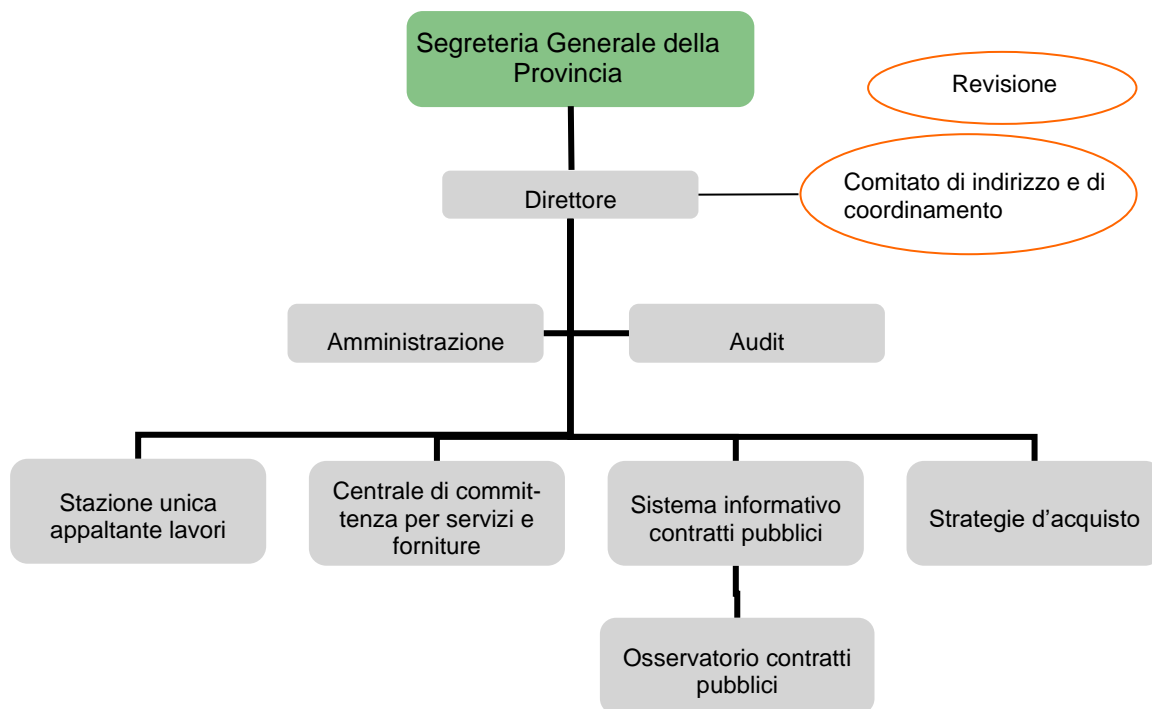 Segreteria Generale della
Provincia
Revisione
Direttore
Comitato di indirizzo e di
coordinamento
Amministrazione
Audit
Stazione unica
appaltante lavori
Centrale di commit-
tenza per servizi e
forniture
Sistema informativo
contratti pubblici
Strategie d’acquisto
Osservatorio contratti
pubblici